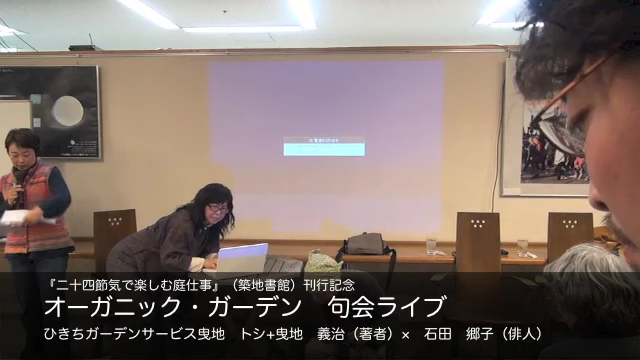 『二十四節気で楽しむ庭仕事』（築地書館）刊行記念
オーガニック・ガーデン　句会ライブ
ひきちガーデンサービス曳地　トシ+曳地　義治（著者）×　石田　郷子（俳人）